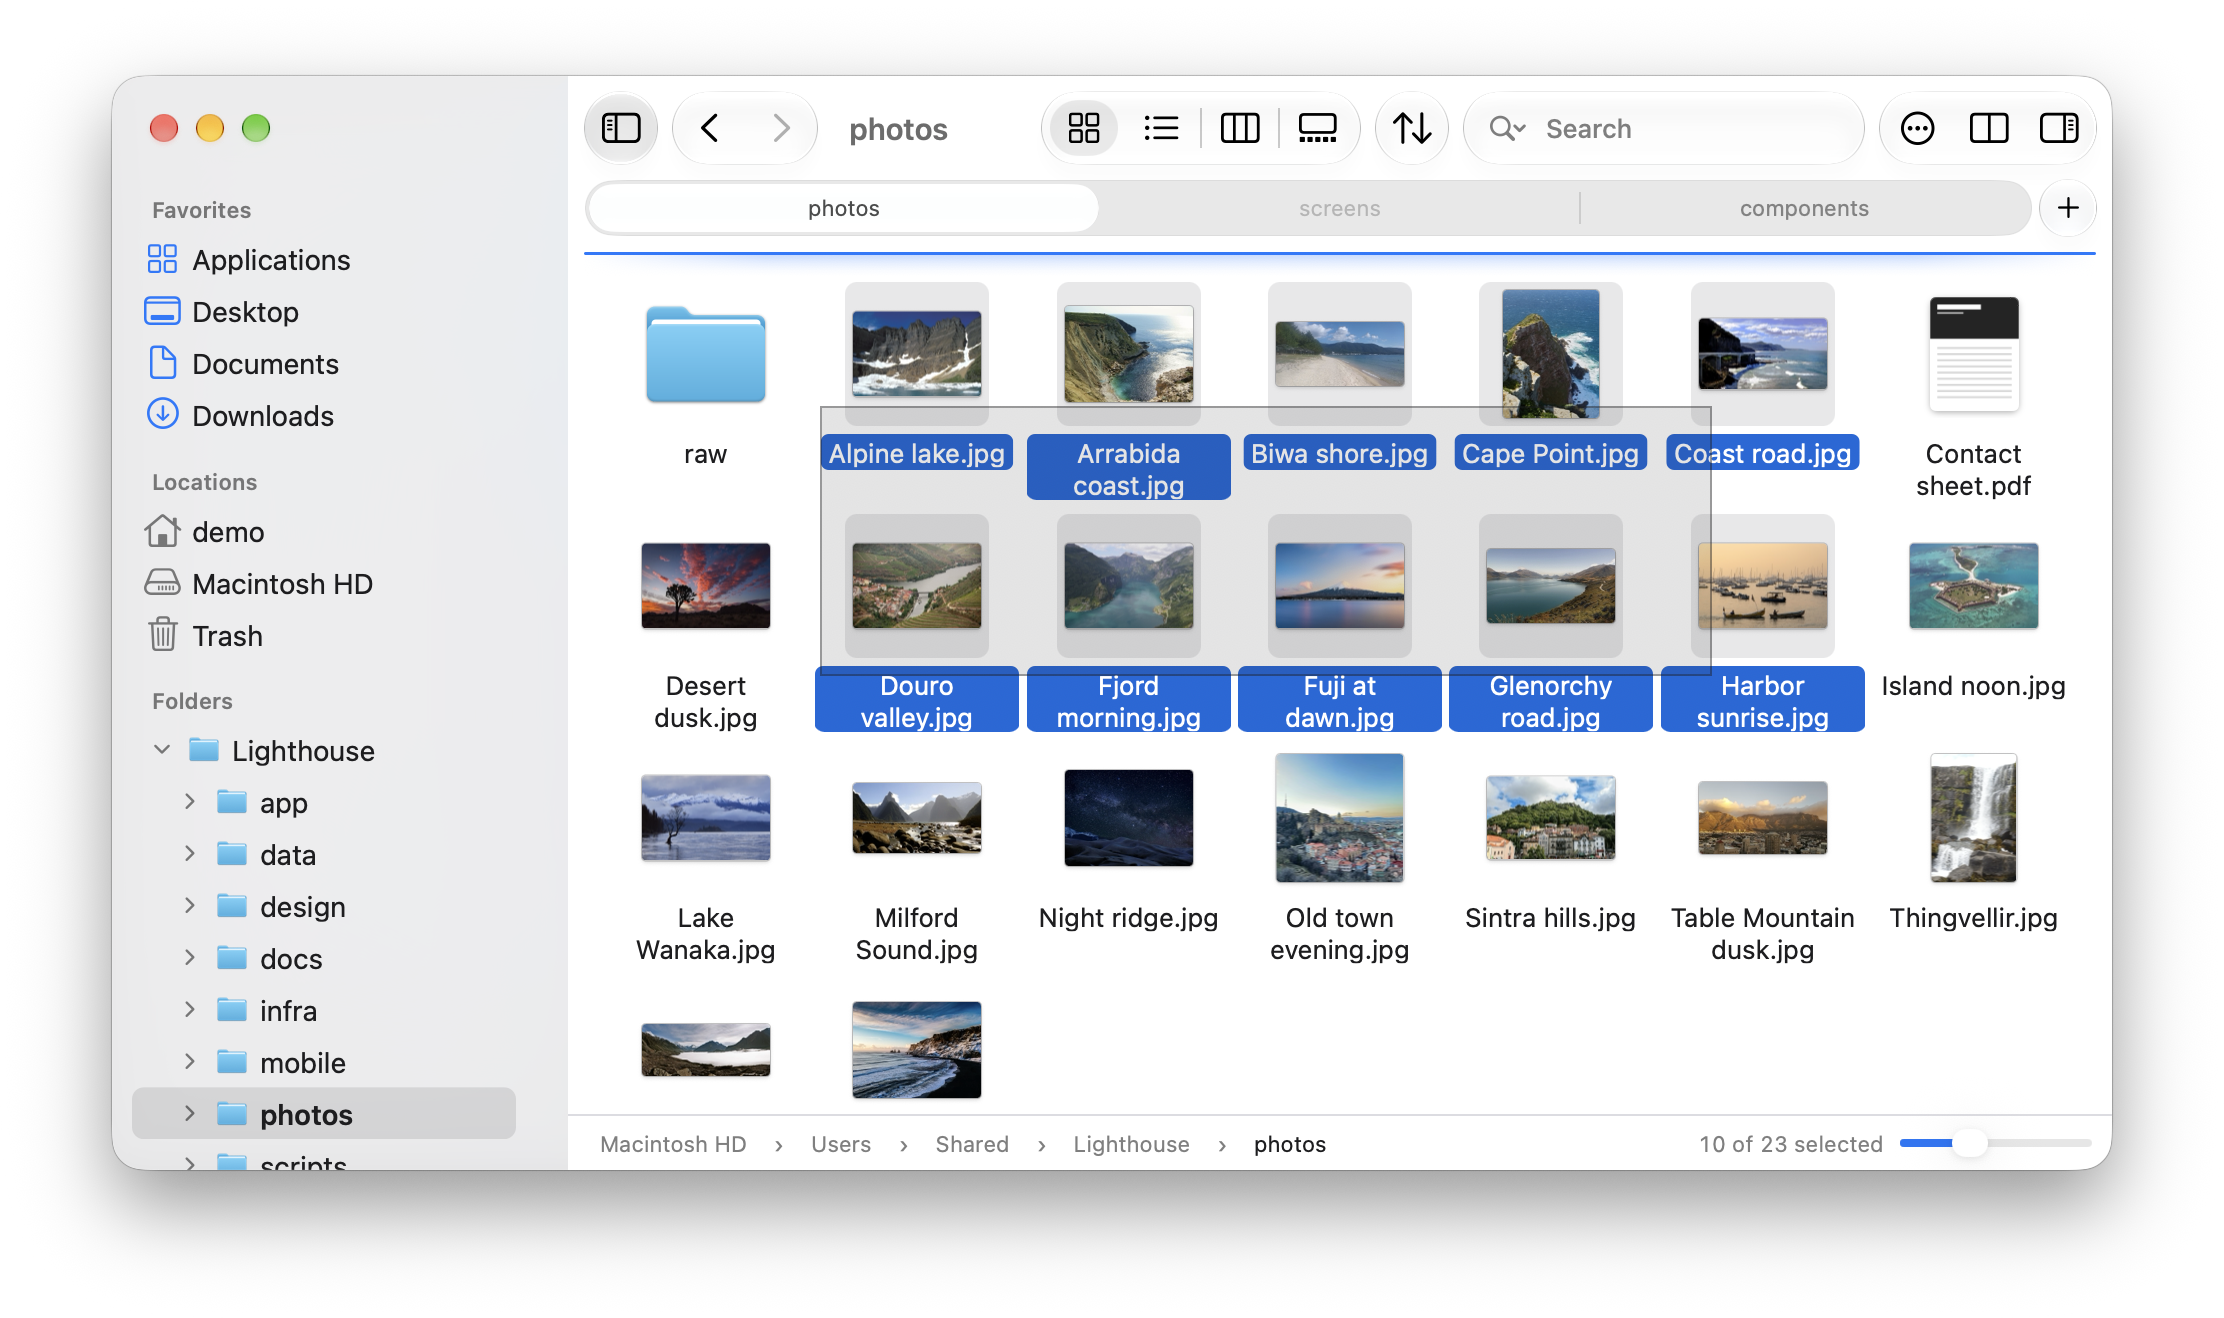 photos
Search
photos
screens
components
Favorites
Applications
Desktop
Documents
Downloads
Locations
demo
Macintosh HD
Trash
Folders
Lighthouse
app
data
design
docs
infra
mobile
photos
scripts
raw
Alpine lake.jpg
Arrabida
coast.jpg
Biwa shore.jpg
Cape Point.jpg
Coast road.jpg
Contact
sheet.pdf
Desert
dusk.jpg
Douro
valley.jpg
Fjord
morning.jpg
Fuji at
dawn.jpg
Glenorchy
road.jpg
Harbor
sunrise.jpg
Island noon.jpg
Lake
Wanaka.jpg
Milford
Sound.jpg
Night ridge.jpg
Old town
evening.jpg
Sintra hills.jpg
Table Mountain
dusk.jpg
Thingvellir.jpg
Macintosh HD › Users › Shared › Lighthouse › photos
10 of 23 selected